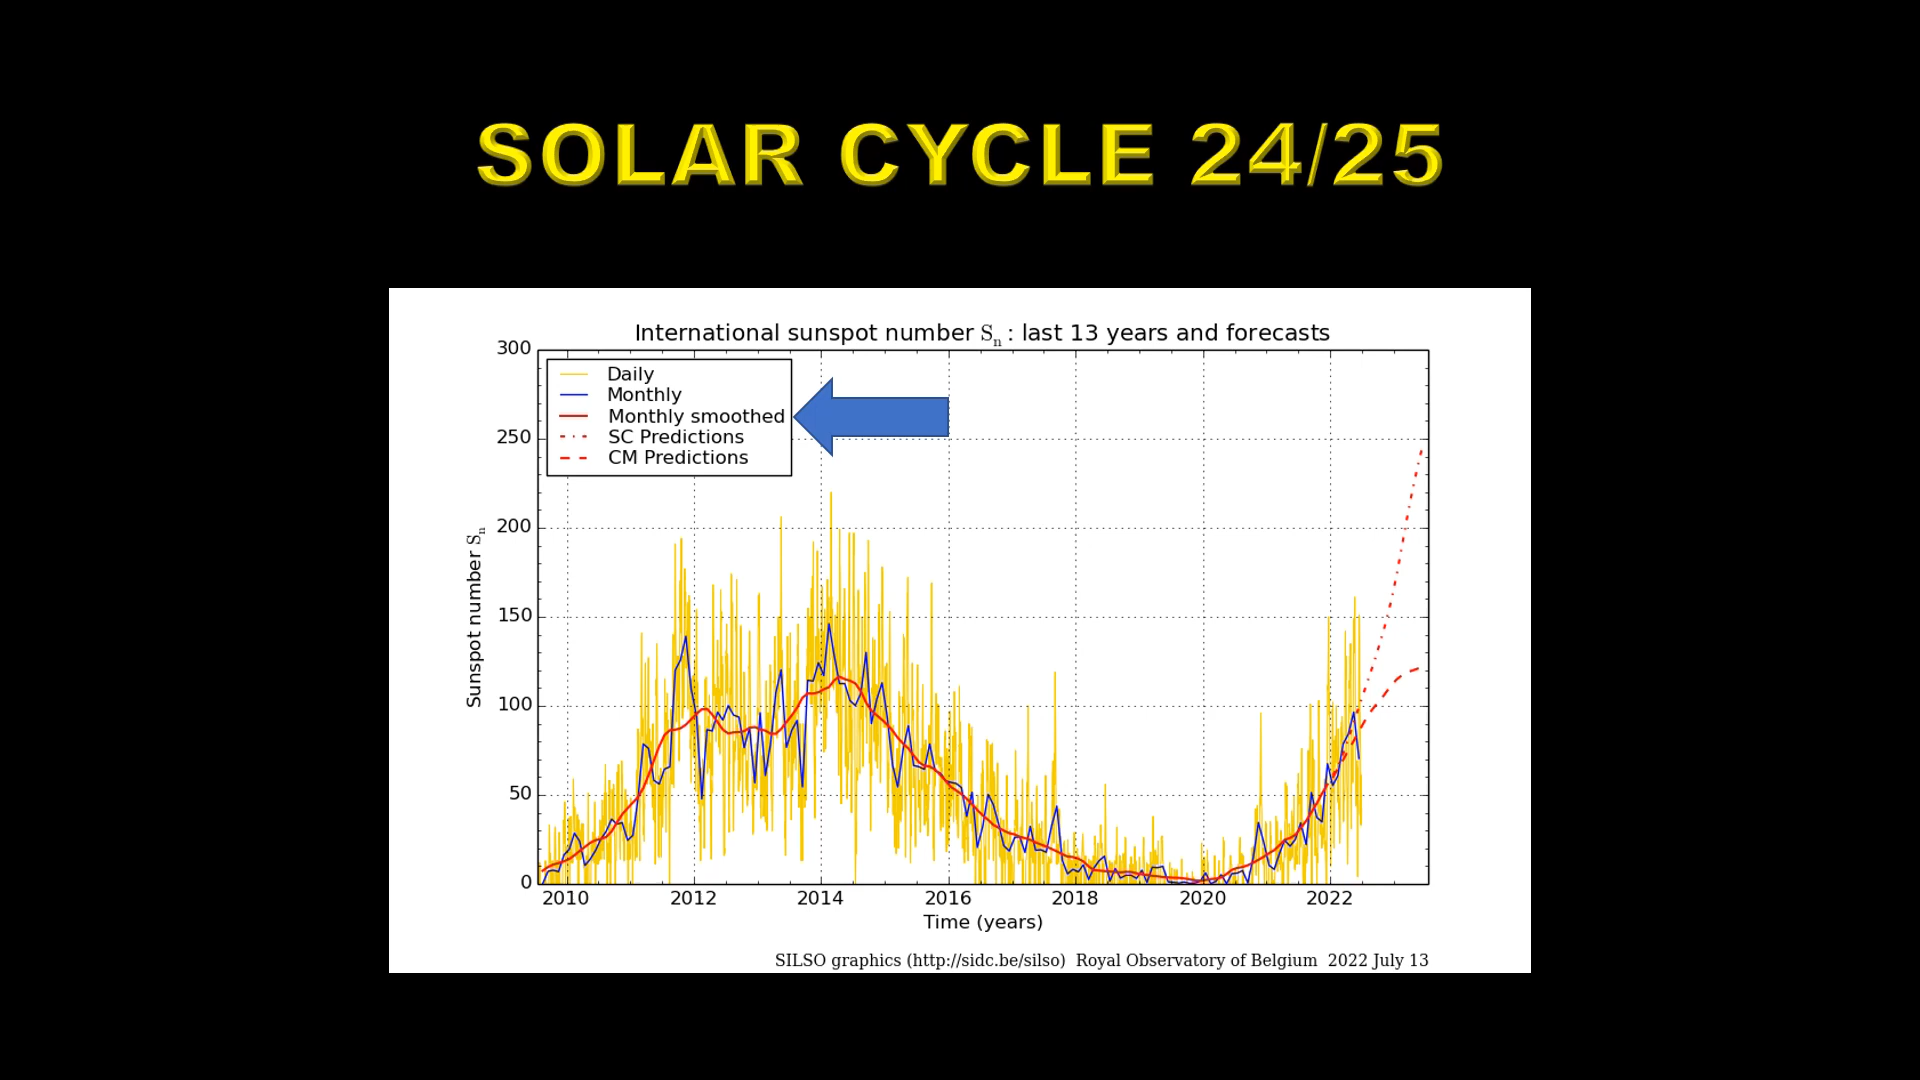 SOLAR CYCLE 24/25
International sunspot number Sn : last 13 years and forecasts
300
250
200
150
100
50
0
Daily
Monthly
Monthly smoothed
SC Predictions
CM Predictions
Sunspot number Sn
2010 2012 2014 2016 2018 2020 2022
Time (years)
SILSO graphics (http://sidc.be/silso) Royal Observatory of Belgium 2022 July 13